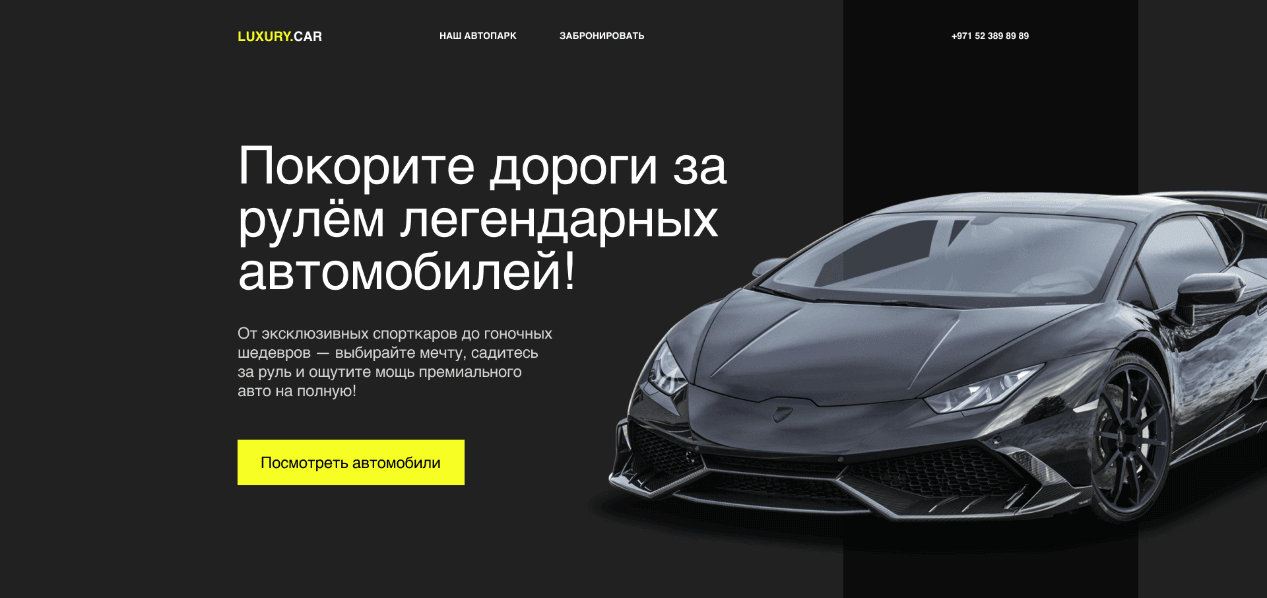 LUXURY.CAR
НАШ АВТОПАРК
ЗАБРОНИРОВАТЬ
+971 52 389 89 89
Покорите дороги за
рулём легендарных
автомобилей!
От эксклюзивных спорткаров до гоночных
шедевров — выбирайте мечту, садитесь
за руль и ощутите мощь премиального
авто на полную!
Посмотреть автомобили